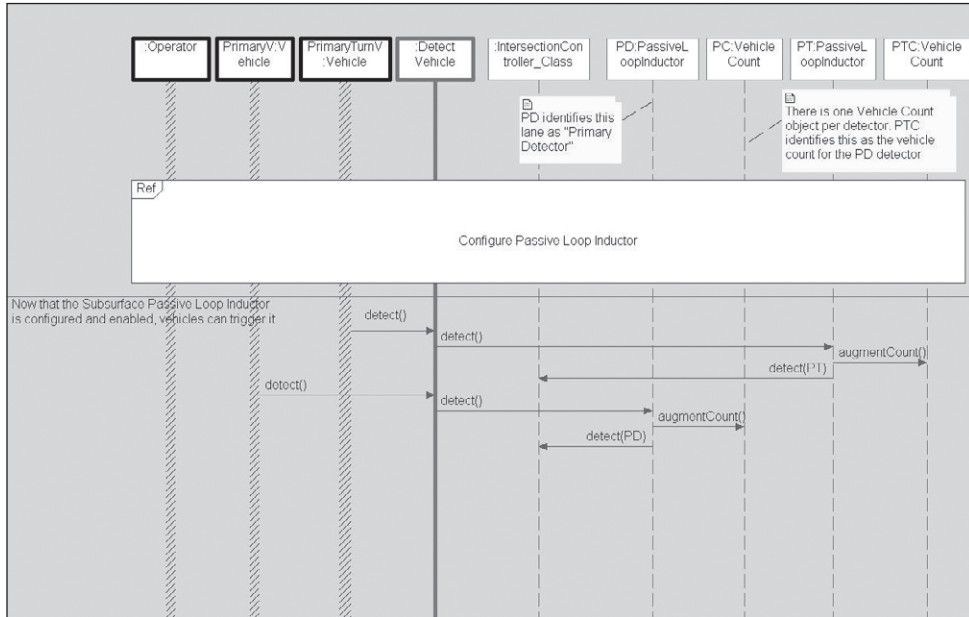 :Operator
PrimaryV:V
ehicle
PrimaryTurnV
:Vehicle
:Detect
Vehicle
:IntersectionCon
troller_Class
PD:PassiveL
oopInductor
PC:Vehicle
Count
PT:PassiveL
oopInductor
PTC:Vehicle
Count
PD identifies this
lane as "Primary
Detector"
There is one Vehicle Count
object per detector. PTC
identifies this as the vehicle
count for the PD detector
Ref
Configure Passive Loop Inductor
Now that the Subsurface Passive Loop Inductor
is configured and enabled, vehicles can trigger it
detect()
detect()
augmentCount()
detect(PT)
detect()
detect()
augmentCount()
detect(PD)